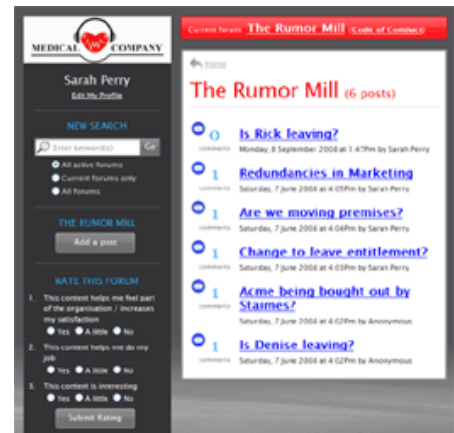 MEDICAL COMPANY
Sarah Perry
Edit My Profile
NEW SEARCH
Enter keyword(s) Go
All active forums
Current forums only
All forums
THE RUMOR MILL
Add a post
RATE THIS FORUM
1. This content helps me feel part
of the organisation / increases
my satisfaction
Yes A little No
2. This content helps me do my
job
Yes A little No
3. This content is interesting
Yes A little No
Submit Rating
Current forum: The Rumor Mill (Code of Conduct)
Home
The Rumor Mill (6 posts)
0 Is Rick leaving?
comments Monday, 8 September 2008 at 1:47Pm by Sarah Perry
1 Redundancies in Marketing
comments Saturday, 7 June 2008 at 4:05Pm by Sarah Perry
1 Are we moving premises?
comments Saturday, 7 June 2008 at 4:04Pm by Sarah Perry
1 Change to leave entitlement?
comments Saturday, 7 June 2008 at 4:03Pm by Sarah Perry
1 Acme being bought out by
Staimes?
comments Saturday, 7 June 2008 at 4:02Pm by Anonymous
1 Is Denise leaving?
comments Saturday, 7 June 2008 at 4:02Pm by Anonymous